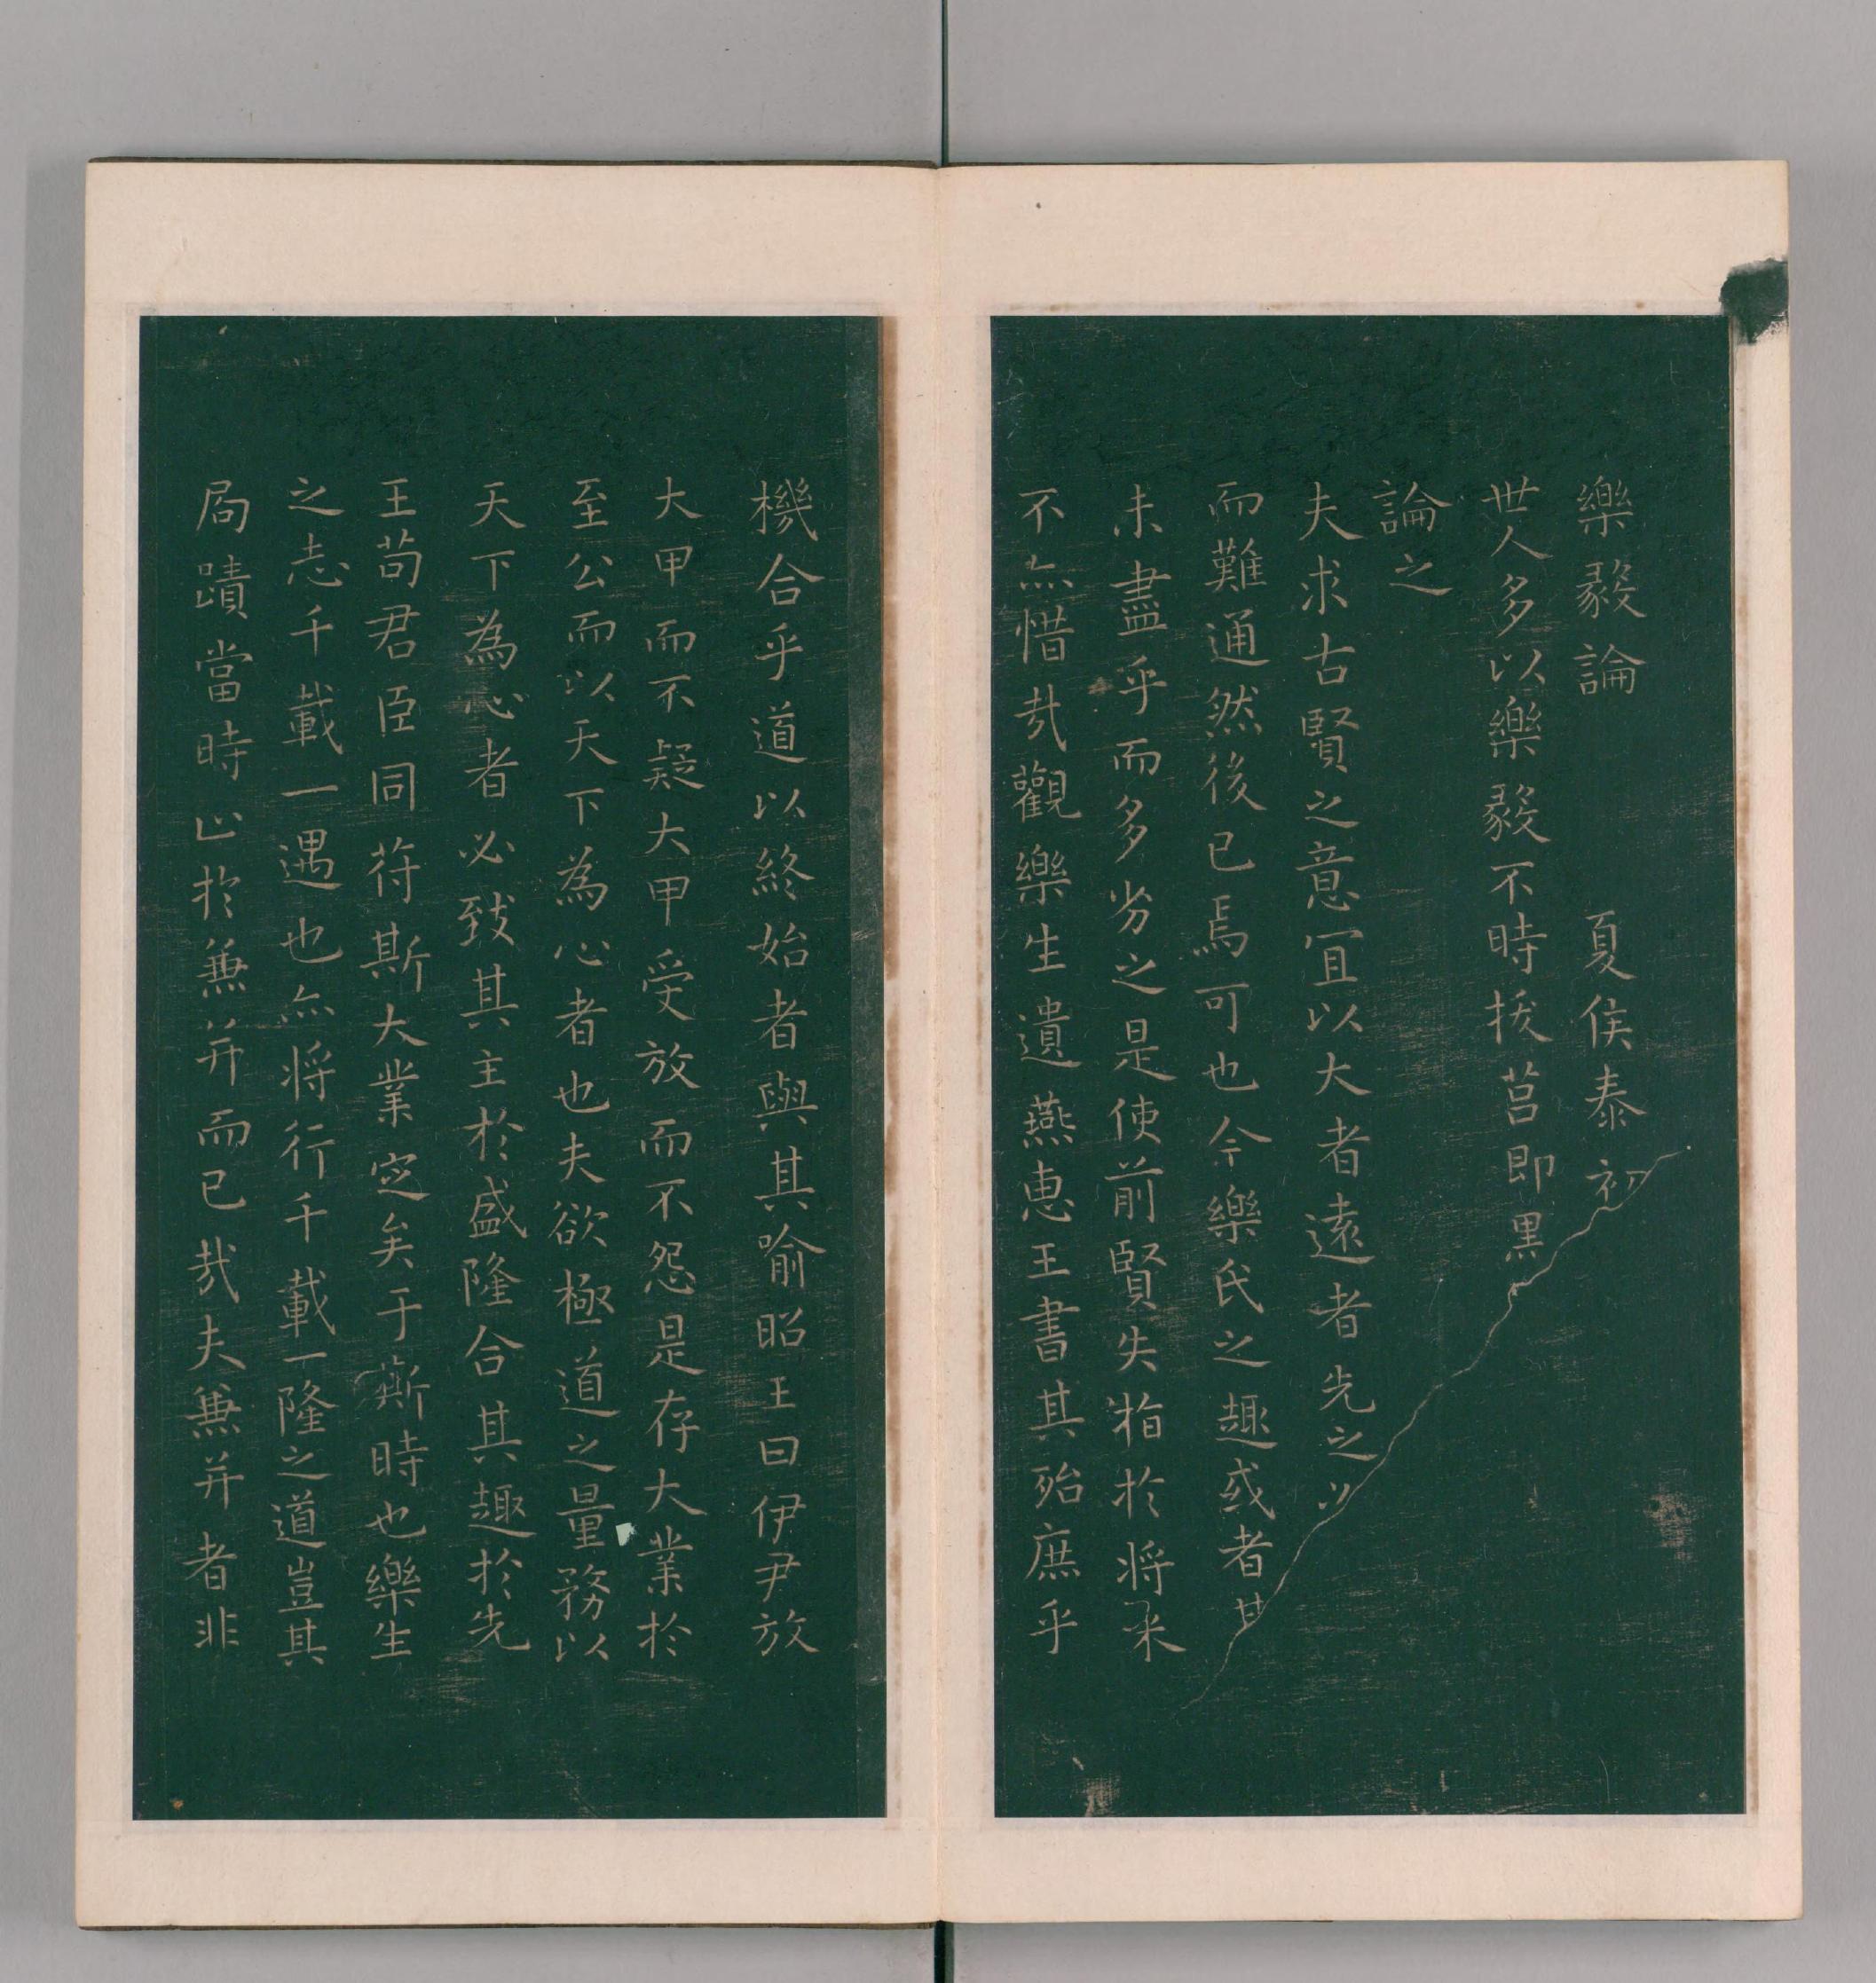 樂毅論 夏侯泰初
世人多以樂毅不時拔莒即墨
論之
夫求古賢之意宜以大者遠者先之必
而難通然後已焉可也今樂氏之趣或者其
未盡乎而多劣之是使前賢失指於将来
不亦惜哉觀樂生遺燕惠王書其殆庶乎
機合乎道以終始者與其喻昭王曰伊尹放
大甲而不疑大甲受放而不怨是存大業於
至公而以天下為心者也夫欲極道之量務以
天下為心者必致其主於盛隆合其趣於先
王苟君臣同苻斯大業定矣于斯時也樂生
之志千載一遇也亦将行千載一隆之道豈其
局蹟當時止於兼并而已哉夫兼并者非